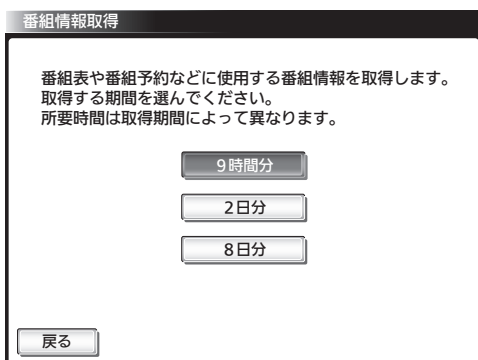 番組情報取得
番組表や番組予約などに使用する番組情報を取得します。
取得する期間を選んでください。
所要時間は取得期間によって異なります。
9時間分
2日分
8日分
戻る